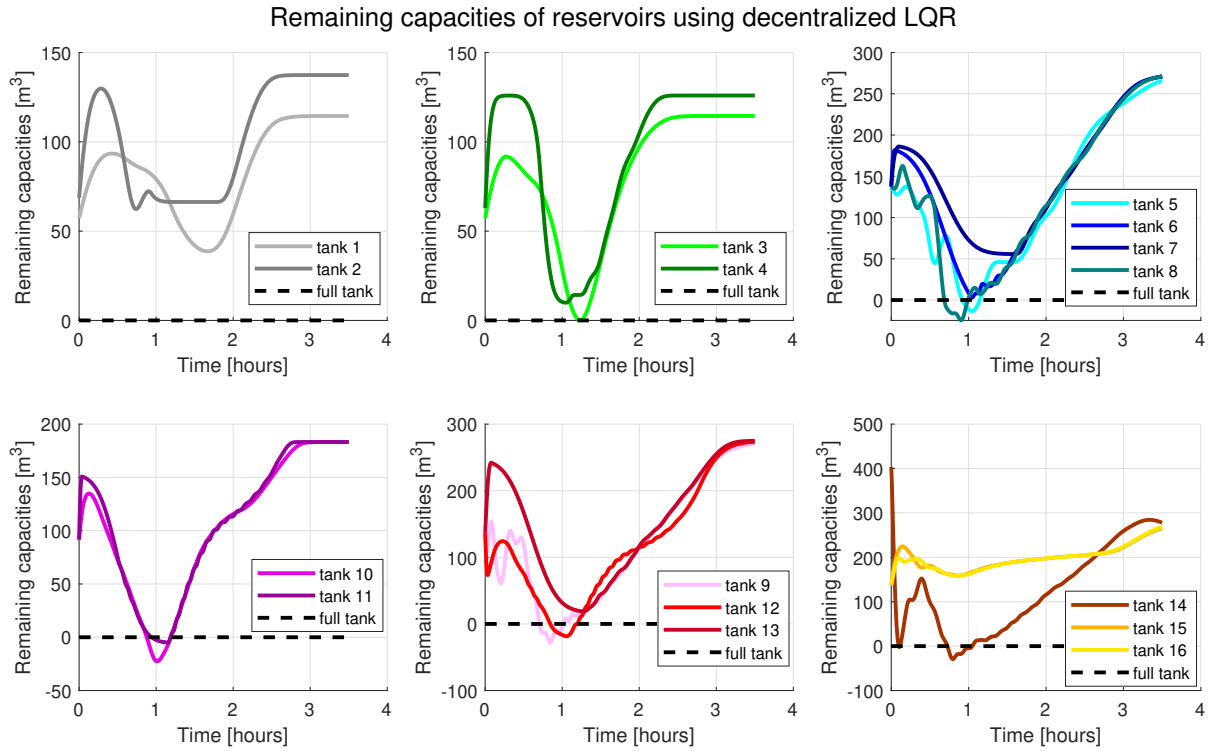 Remaining capacities of reservoirs using decentralized LQR
Remaining capacities [m³]
150
100
50
0
0 1 2 3 4
Time [hours]
tank 1
tank 2
full tank
Remaining capacities [m³]
150
100
50
0
0 1 2 3 4
Time [hours]
tank 3
tank 4
full tank
Remaining capacities [m³]
300
250
200
150
100
50
0
0 1 2 3 4
Time [hours]
tank 5
tank 6
tank 7
tank 8
full tank
Remaining capacities [m³]
200
150
100
50
0
-50
0 1 2 3 4
Time [hours]
tank 10
tank 11
full tank
Remaining capacities [m³]
300
200
100
0
-100
0 1 2 3 4
Time [hours]
tank 9
tank 12
tank 13
full tank
Remaining capacities [m³]
500
400
300
200
100
0
-100
0 1 2 3 4
Time [hours]
tank 14
tank 15
tank 16
full tank